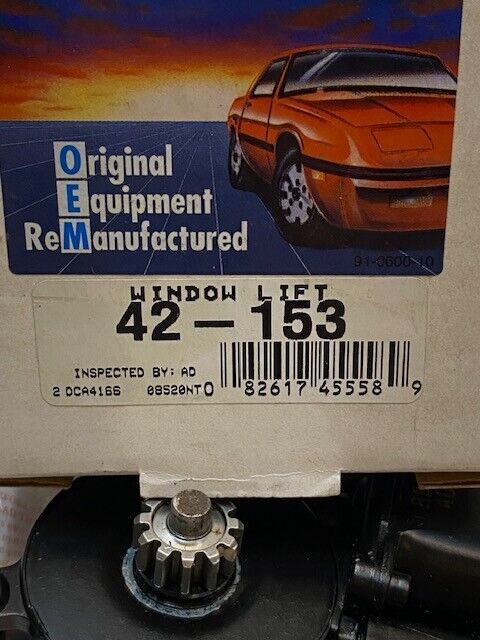 Original
Equipment
ReManufactured
91-0600-10
WINDOW LIFT
42-153
INSPECTED BY: AD
2 DCA4166 08520NT
0 82617 45558 9